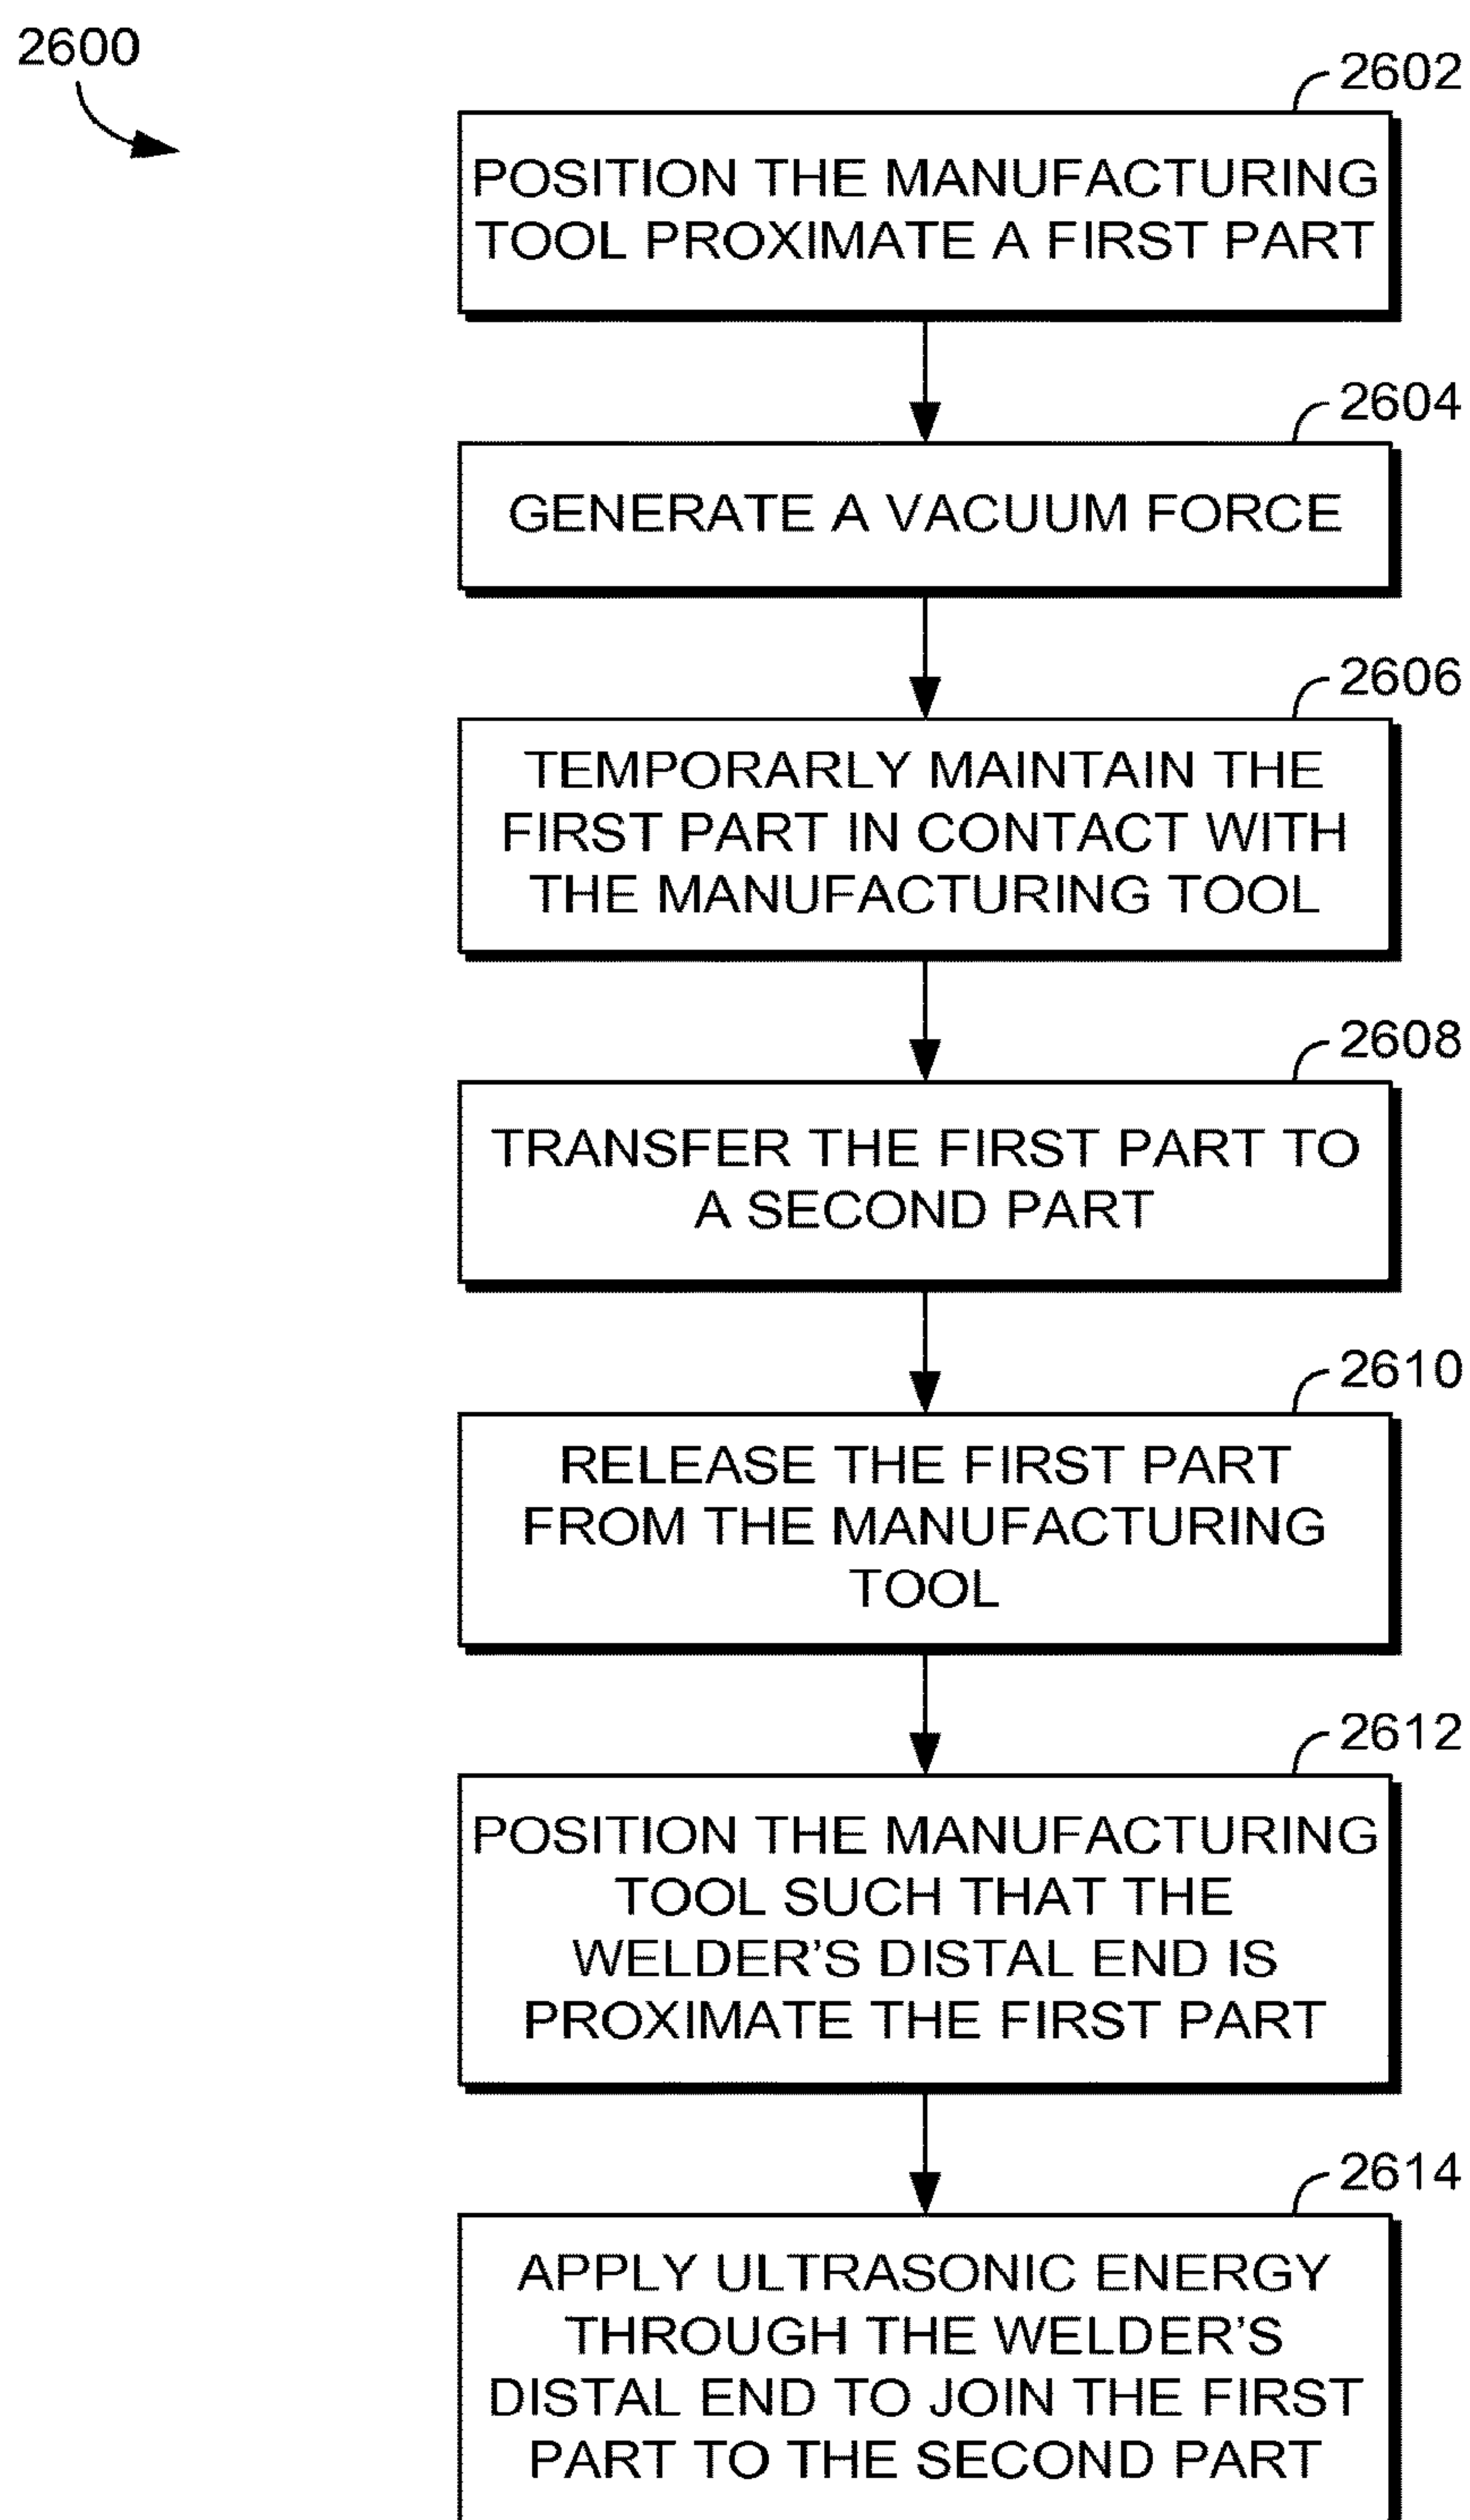 2600
2602
POSITION THE MANUFACTURING
TOOL PROXIMATE A FIRST PART
2604
GENERATE A VACUUM FORCE
2606
TEMPORARLY MAINTAIN THE
FIRST PART IN CONTACT WITH
THE MANUFACTURING TOOL
2608
TRANSFER THE FIRST PART TO
A SECOND PART
2610
RELEASE THE FIRST PART
FROM THE MANUFACTURING
TOOL
2612
POSITION THE MANUFACTURING
TOOL SUCH THAT THE
WELDER’S DISTAL END IS
PROXIMATE THE FIRST PART
2614
APPLY ULTRASONIC ENERGY
THROUGH THE WELDER’S
DISTAL END TO JOIN THE FIRST
PART TO THE SECOND PART